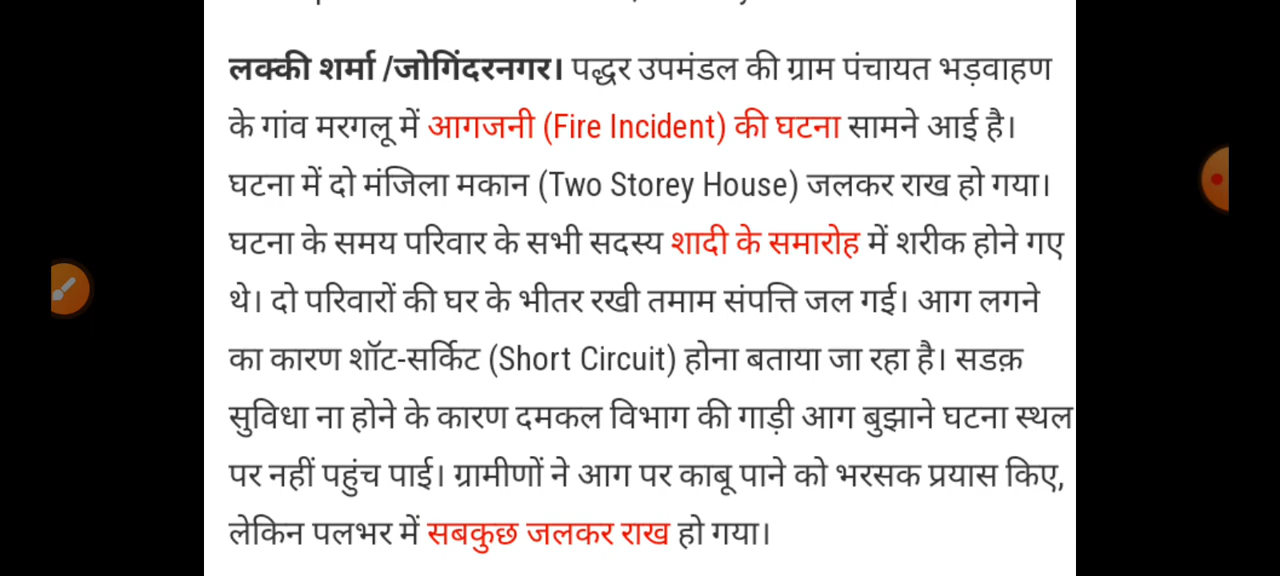 लक्की शर्मा /जोगिंदरनगर। पद्धर उपमंडल की ग्राम पंचायत भड़वाहण
के गांव मरगलू में आगजनी (Fire Incident) की घटना सामने आई है।
घटना में दो मंजिला मकान (Two Storey House) जलकर राख हो गया।
घटना के समय परिवार के सभी सदस्य शादी के समारोह में शरीक होने गए
थे। दो परिवारों की घर के भीतर रखी तमाम संपत्ति जल गई। आग लगने
का कारण शॉट-सर्किट (Short Circuit) होना बताया जा रहा है। सडक़
सुविधा ना होने के कारण दमकल विभाग की गाड़ी आग बुझाने घटना स्थल
पर नहीं पहुंच पाई। ग्रामीणों ने आग पर काबू पाने को भरसक प्रयास किए,
लेकिन पलभर में सबकुछ जलकर राख हो गया।